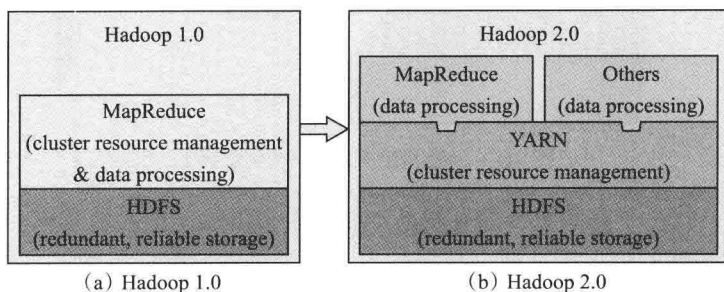 Hadoop 1.0
MapReduce
(cluster resource management
& data processing)
HDFS
(redundant, reliable storage)
(a) Hadoop 1.0
Hadoop 2.0
MapReduce
(data processing)
Others
(data processing)
YARN
(cluster resource management)
HDFS
(redundant, reliable storage)
(b) Hadoop 2.0